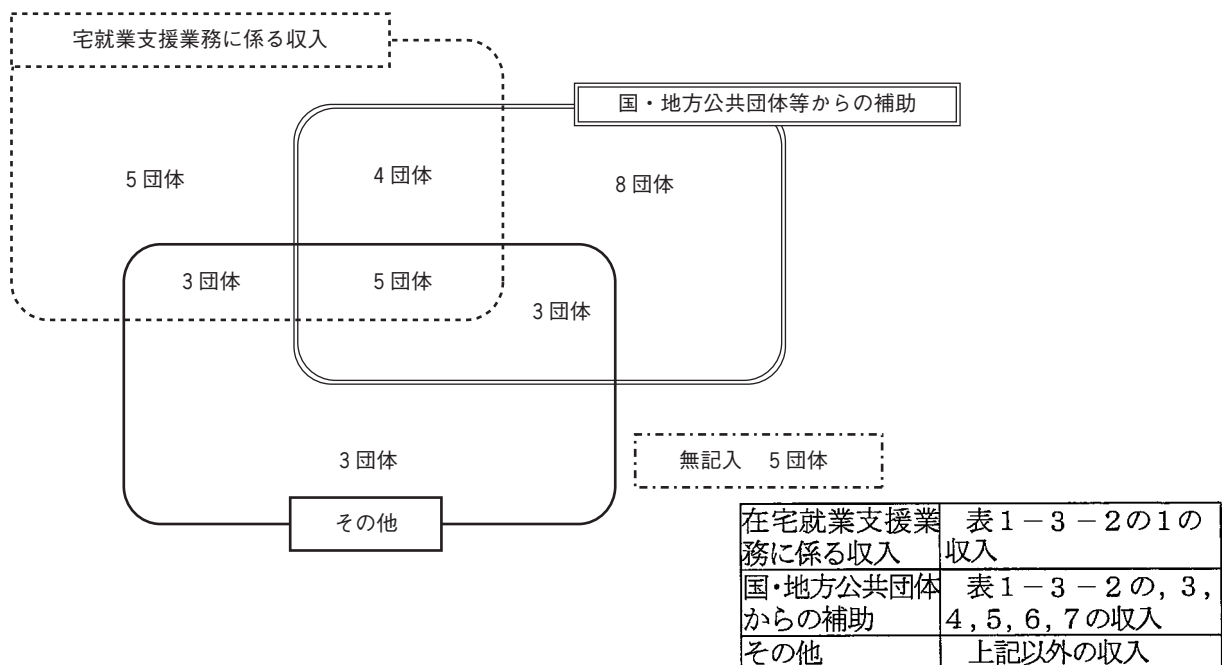 宅就業支援業務に係る収入
国・地方公共団体等からの補助
5団体
4団体
8団体
3団体
5団体
3団体
3団体
無記入 5団体
その他
在宅就業支援業務に係る収入 表1－3－2の1の収入
国・地方公共団体からの補助 表1－3－2の, 3, 4, 5, 6, 7の収入
その他 上記以外の収入